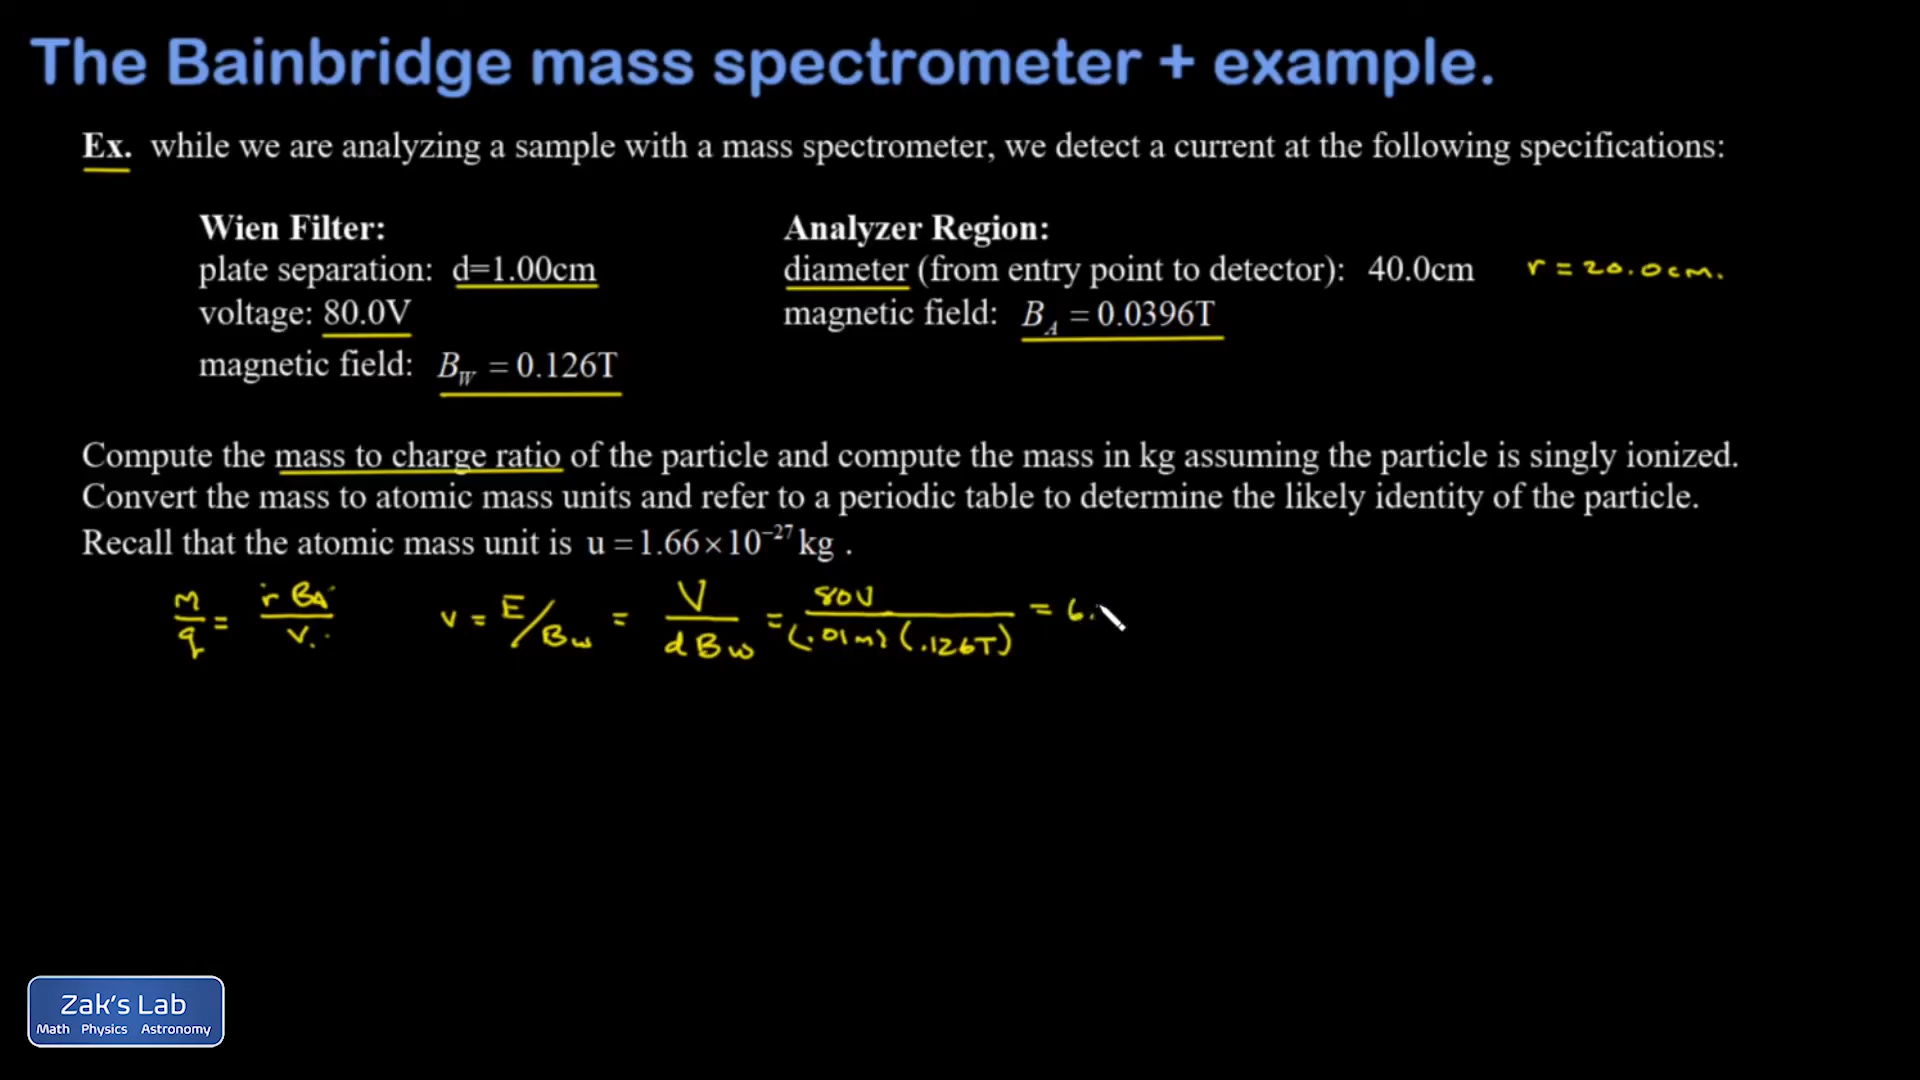 The Bainbridge mass spectrometer + example.
Ex. while we are analyzing a sample with a mass spectrometer, we detect a current at the following specifications:
Wien Filter:
plate separation: d=1.00cm
voltage: 80.0V
magnetic field: B_W = 0.126T
Analyzer Region:
diameter (from entry point to detector): 40.0cm r = 20.0cm.
magnetic field: B_A = 0.0396T
Compute the mass to charge ratio of the particle and compute the mass in kg assuming the particle is singly ionized.
Convert the mass to atomic mass units and refer to a periodic table to determine the likely identity of the particle.
Recall that the atomic mass unit is u = 1.66×10⁻²⁷ kg .
m/q = r B_A / v. v = E/B_w = V / d B_w = 80V / (.01m)(.126T) = 6.
Zak's Lab
Math Physics Astronomy